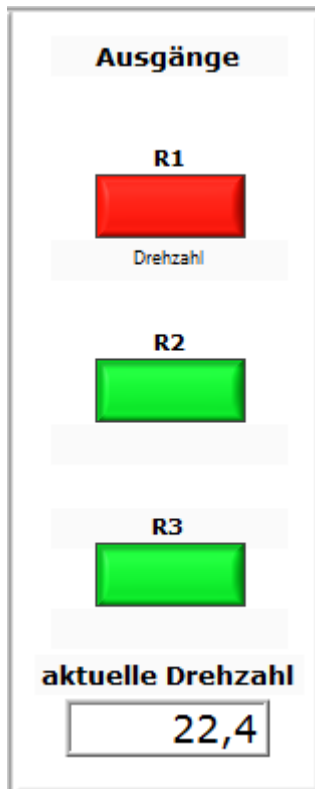 Ausgänge
R1
Drehzahl
R2
R3
aktuelle Drehzahl
22,4